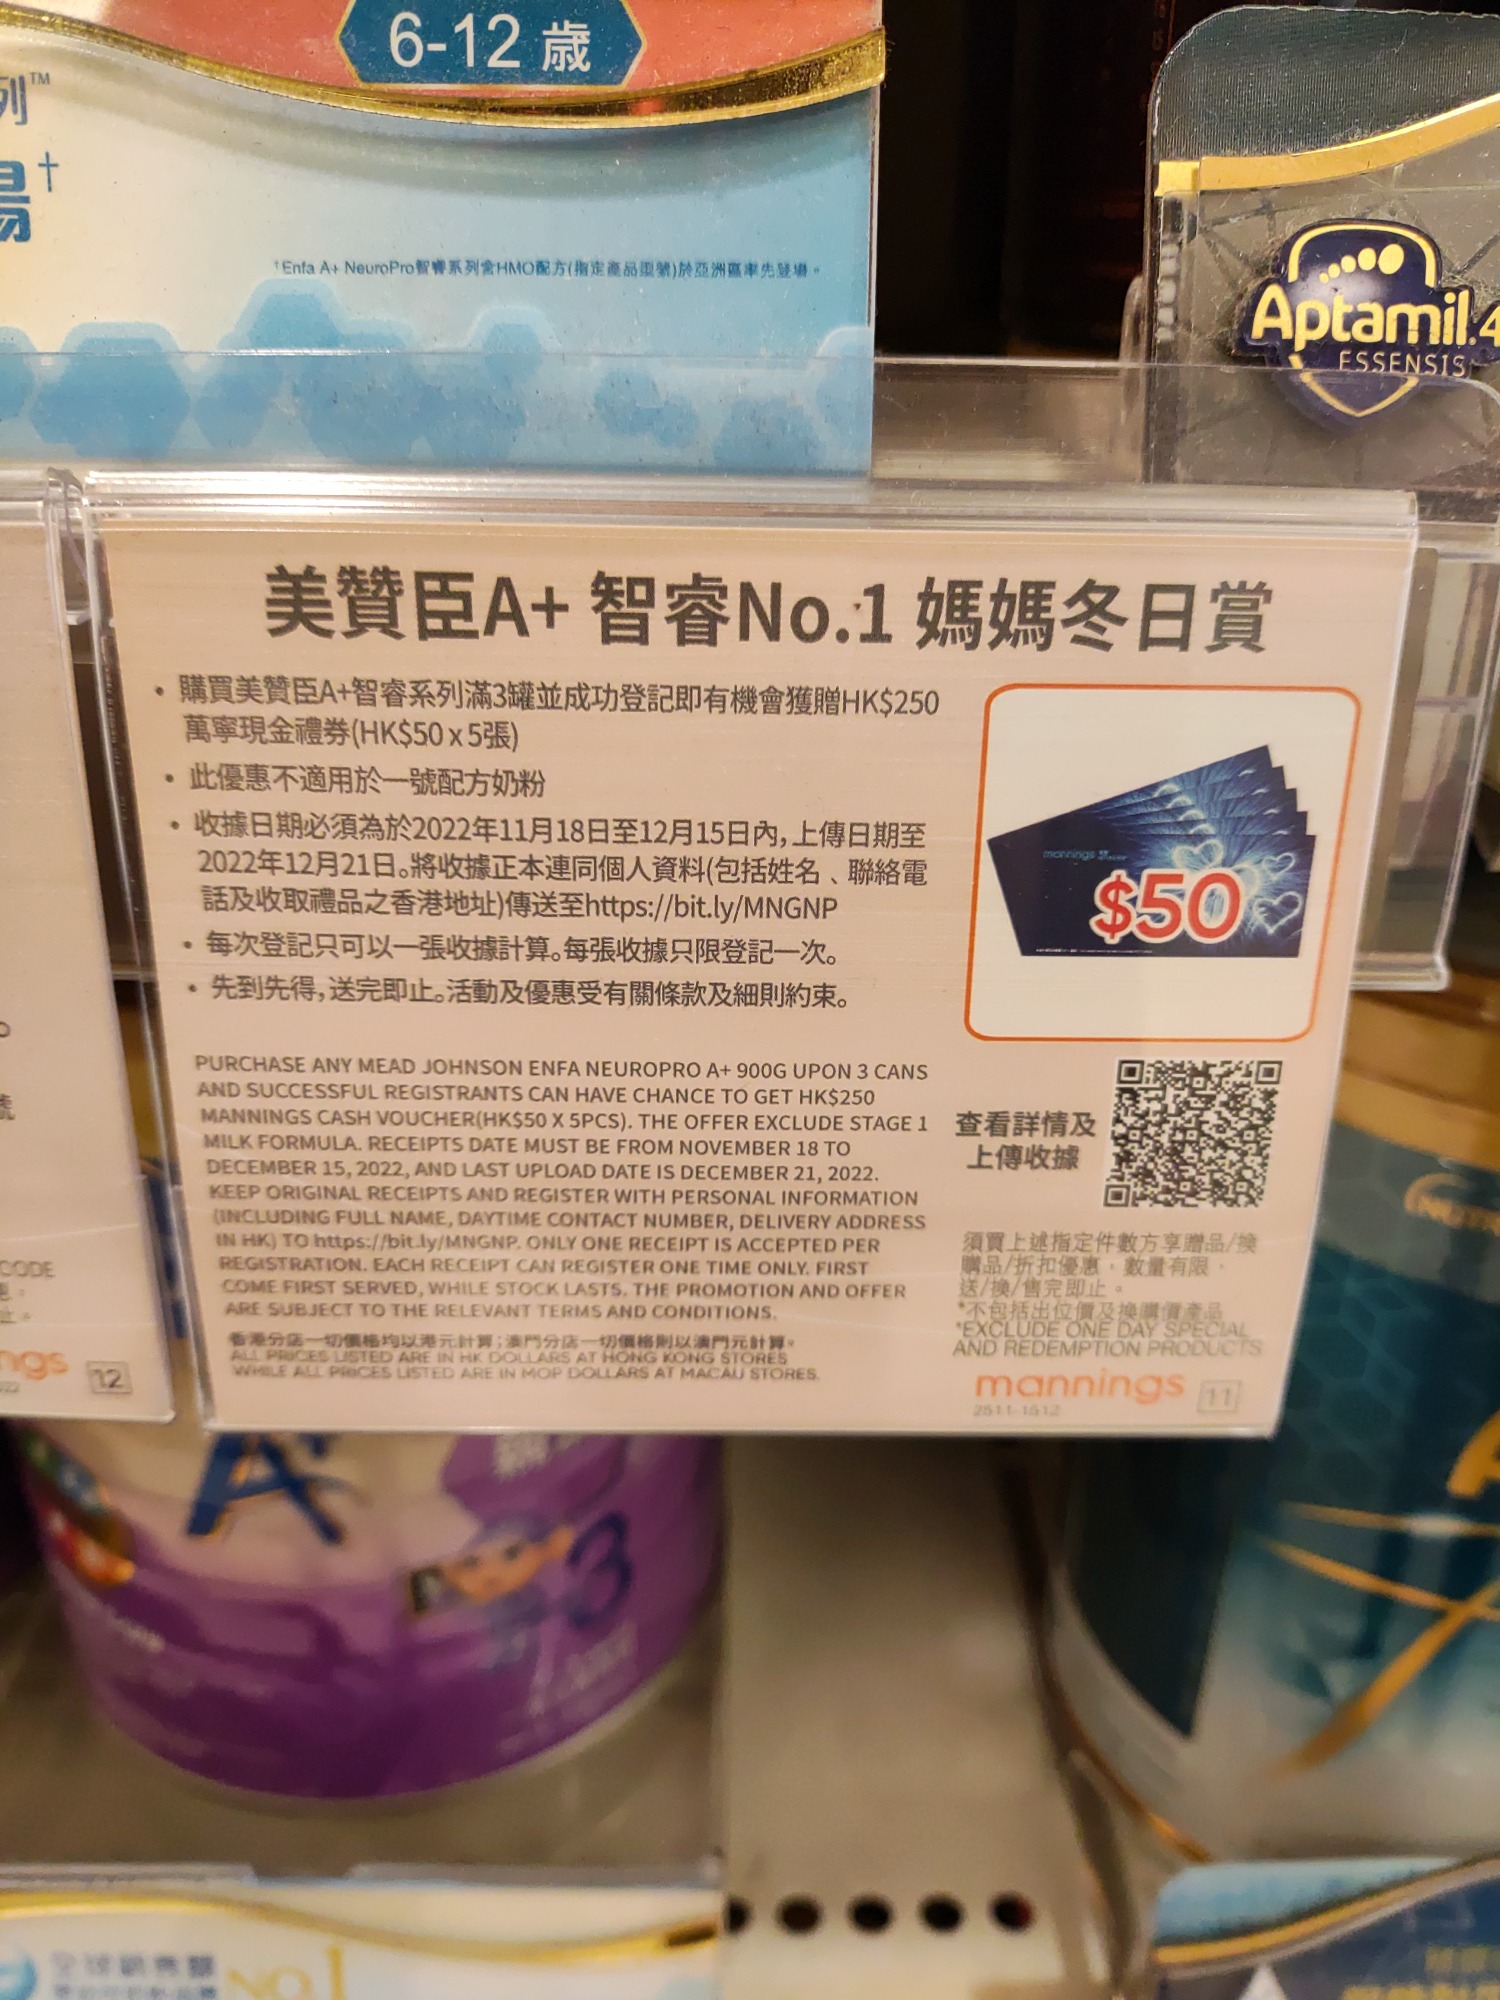 6-12 歲
列™
場†
†Enfa A+ NeuroPro智睿系列含HMO配方(指定產品型號)於亞洲區率先登場。
Aptamil 4
ESSENSIS
美贊臣A+ 智睿No.1 媽媽冬日賞
• 購買美贊臣A+智睿系列滿3罐並成功登記即有機會獲贈HK$250
萬寧現金禮券(HK$50 x 5張)
• 此優惠不適用於一號配方奶粉
• 收據日期必須為於2022年11月18日至12月15日內,上傳日期至
2022年12月21日。將收據正本連同個人資料(包括姓名、聯絡電
話及收取禮品之香港地址)傳送至https://bit.ly/MNGNP
• 每次登記只可以一張收據計算。每張收據只限登記一次。
• 先到先得,送完即止。活動及優惠受有關條款及細則約束。
mannings
$50
PURCHASE ANY MEAD JOHNSON ENFA NEUROPRO A+ 900G UPON 3 CANS
AND SUCCESSFUL REGISTRANTS CAN HAVE CHANCE TO GET HK$250
MANNINGS CASH VOUCHER(HK$50 X 5PCS). THE OFFER EXCLUDE STAGE 1
MILK FORMULA. RECEIPTS DATE MUST BE FROM NOVEMBER 18 TO
DECEMBER 15, 2022, AND LAST UPLOAD DATE IS DECEMBER 21, 2022.
KEEP ORIGINAL RECEIPTS AND REGISTER WITH PERSONAL INFORMATION
(INCLUDING FULL NAME, DAYTIME CONTACT NUMBER, DELIVERY ADDRESS
IN HK) TO https://bit.ly/MNGNP. ONLY ONE RECEIPT IS ACCEPTED PER
REGISTRATION. EACH RECEIPT CAN REGISTER ONE TIME ONLY. FIRST
COME FIRST SERVED, WHILE STOCK LASTS. THE PROMOTION AND OFFER
ARE SUBJECT TO THE RELEVANT TERMS AND CONDITIONS.
香港分店一切價格均以港元計算;澳門分店一切價格則以澳門元計算。
ALL PRICES LISTED ARE IN HK DOLLARS AT HONG KONG STORES
WHILE ALL PRICES LISTED ARE IN MOP DOLLARS AT MACAU STORES.
查看詳情及
上傳收據
須買上述指定件數方享贈品/換
購品/折扣優惠,數量有限,
送/換/售完即止。
*不包括出位價及換購價產品
*EXCLUDE ONE DAY SPECIAL
AND REDEMPTION PRODUCTS
mannings 11
2511-1512
號
CODE
ngs 12
A+
3
NO.1